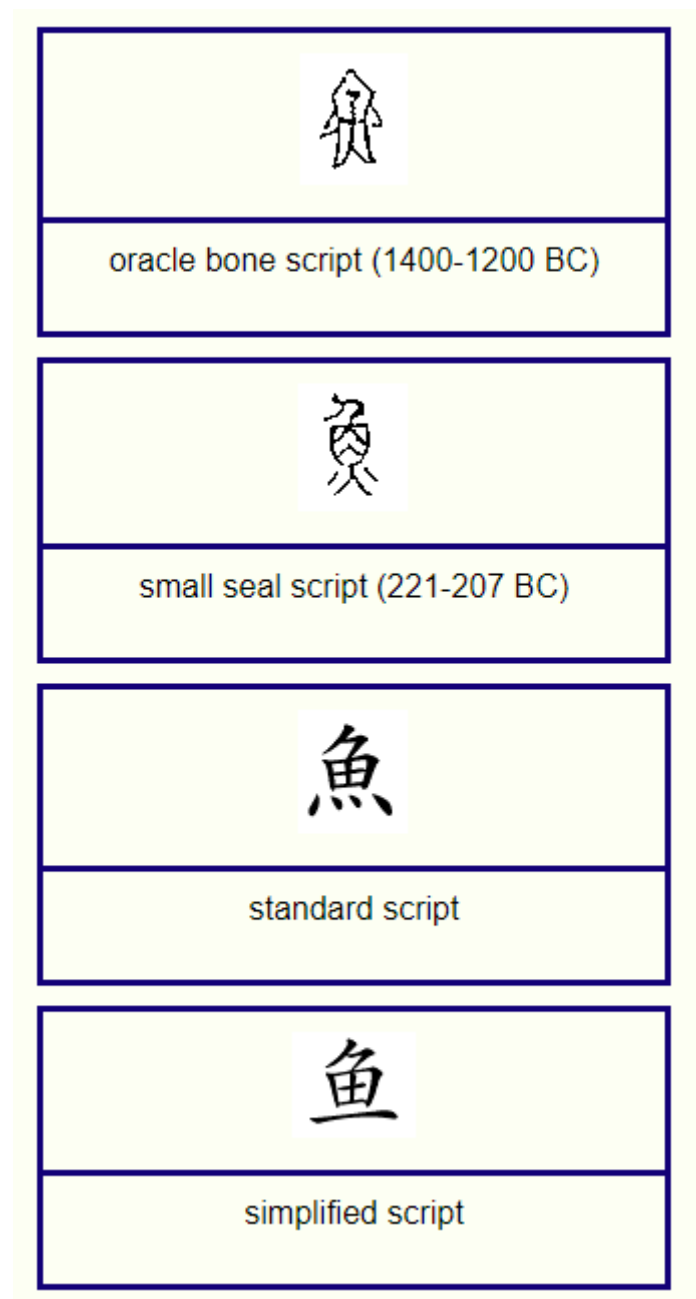 oracle bone script (1400-1200 BC)
small seal script (221-207 BC)
魚
standard script
鱼
simplified script